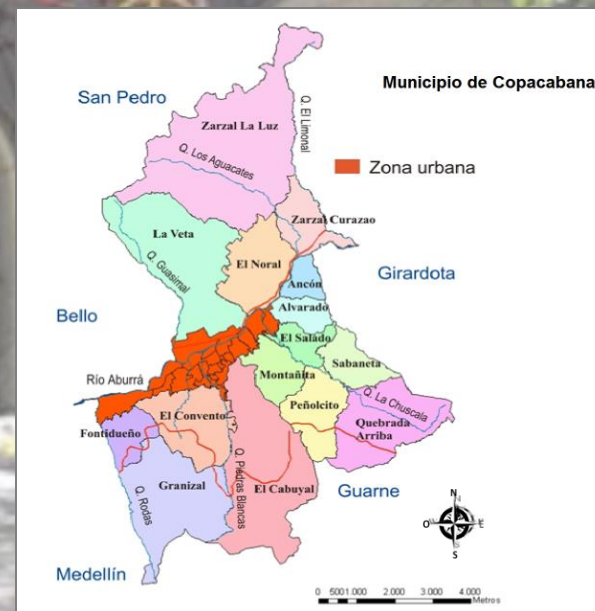 Municipio de Copacabana
San Pedro
Q. El Limonal
Zarzal La Luz
Q. Los Aguacates
Zona urbana
Zarzal Curazao
La Veta
El Noral
Q. Guasimal
Girardota
Ancón
Alvarado
Bello
El Salado
Sabaneta
Río Aburrá
Montañita
Q. La Chuscala
Peñolcito
El Convento
Quebrada
Arriba
Fontidueño
Q. Piedras Blancas
Granizal
El Cabuyal
Guarne
Q. Rodas
N
N
O
E
S
Medellín
0 500 1.000 2.000 3.000 4.000
Metros